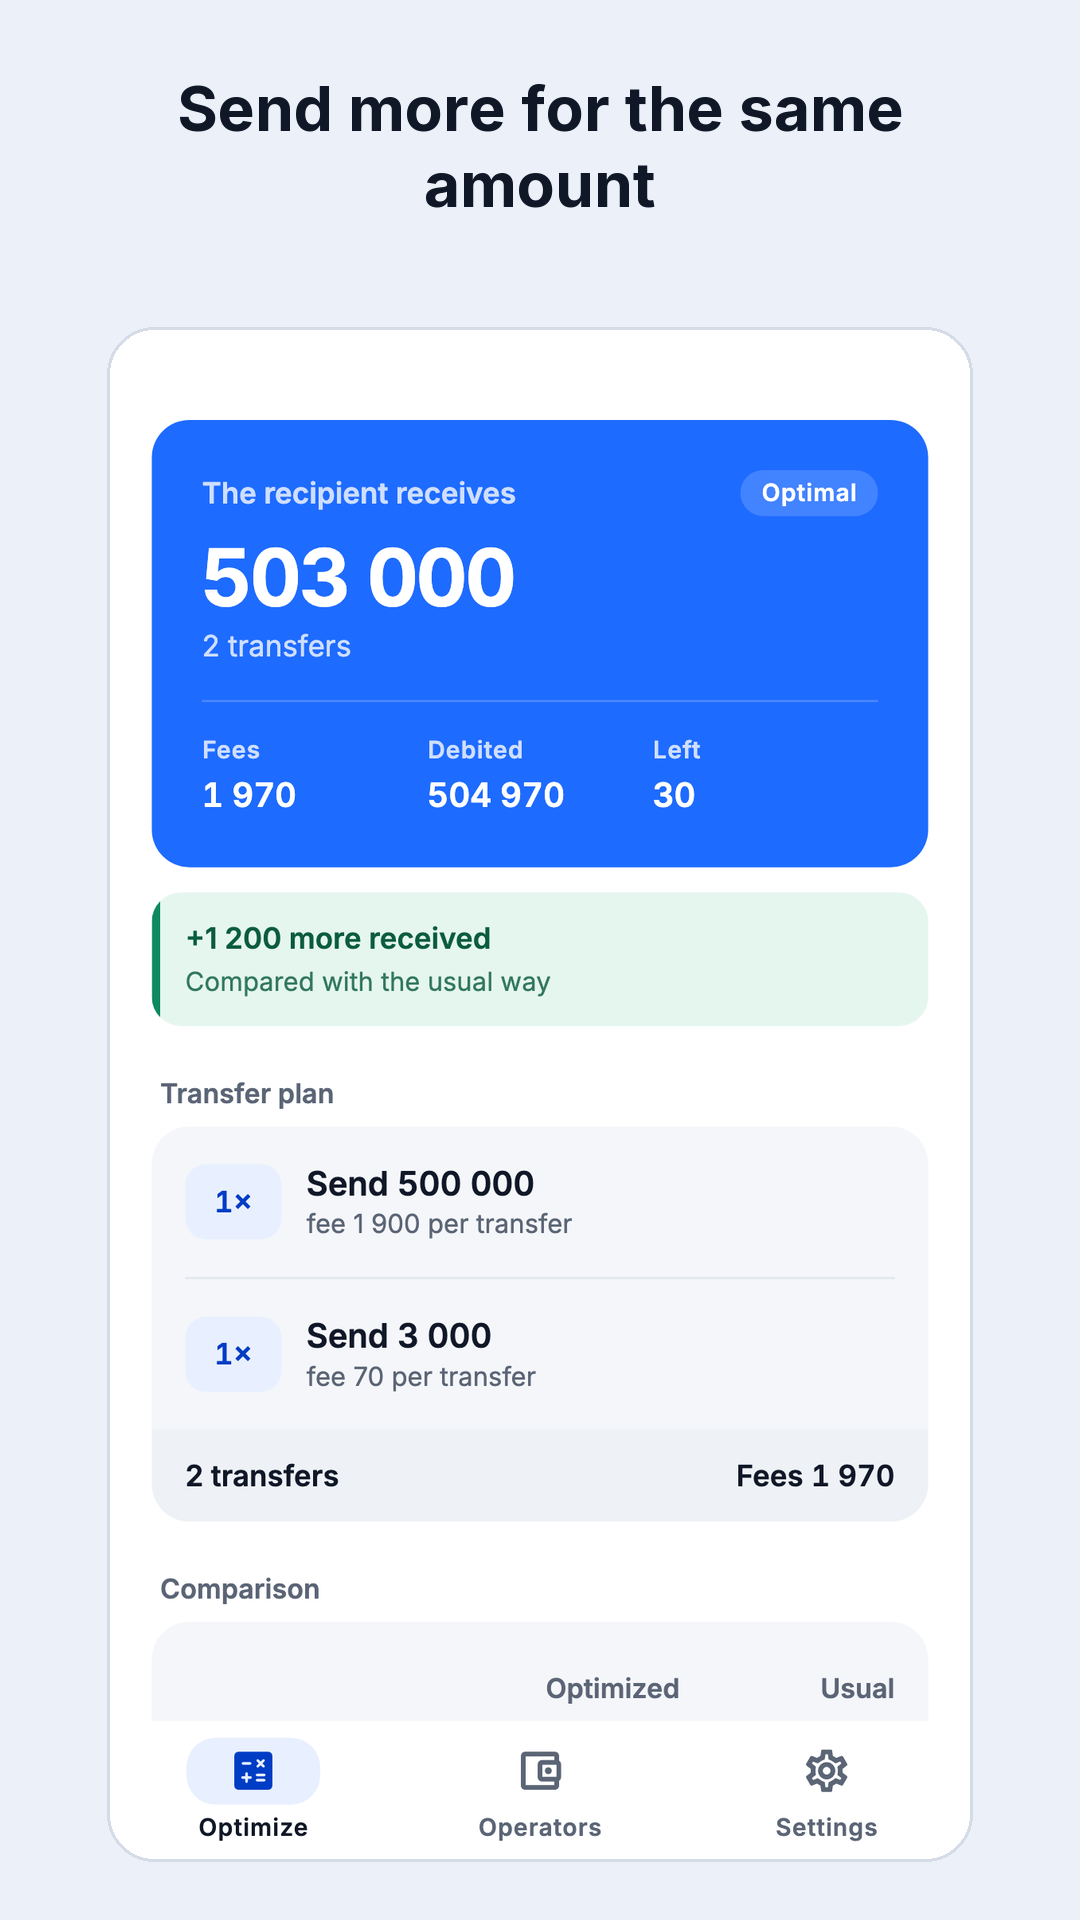 Send more for the same
amount
The recipient receives
Optimal
503 000
2 transfers
Fees
Debited
Left
1 970
504 970
30
+1 200 more received
Compared with the usual way
Transfer plan
1×
Send 500 000
fee 1 900 per transfer
1×
Send 3 000
fee 70 per transfer
2 transfers
Fees 1 970
Comparison
Optimized
Usual
Optimize
Operators
Settings